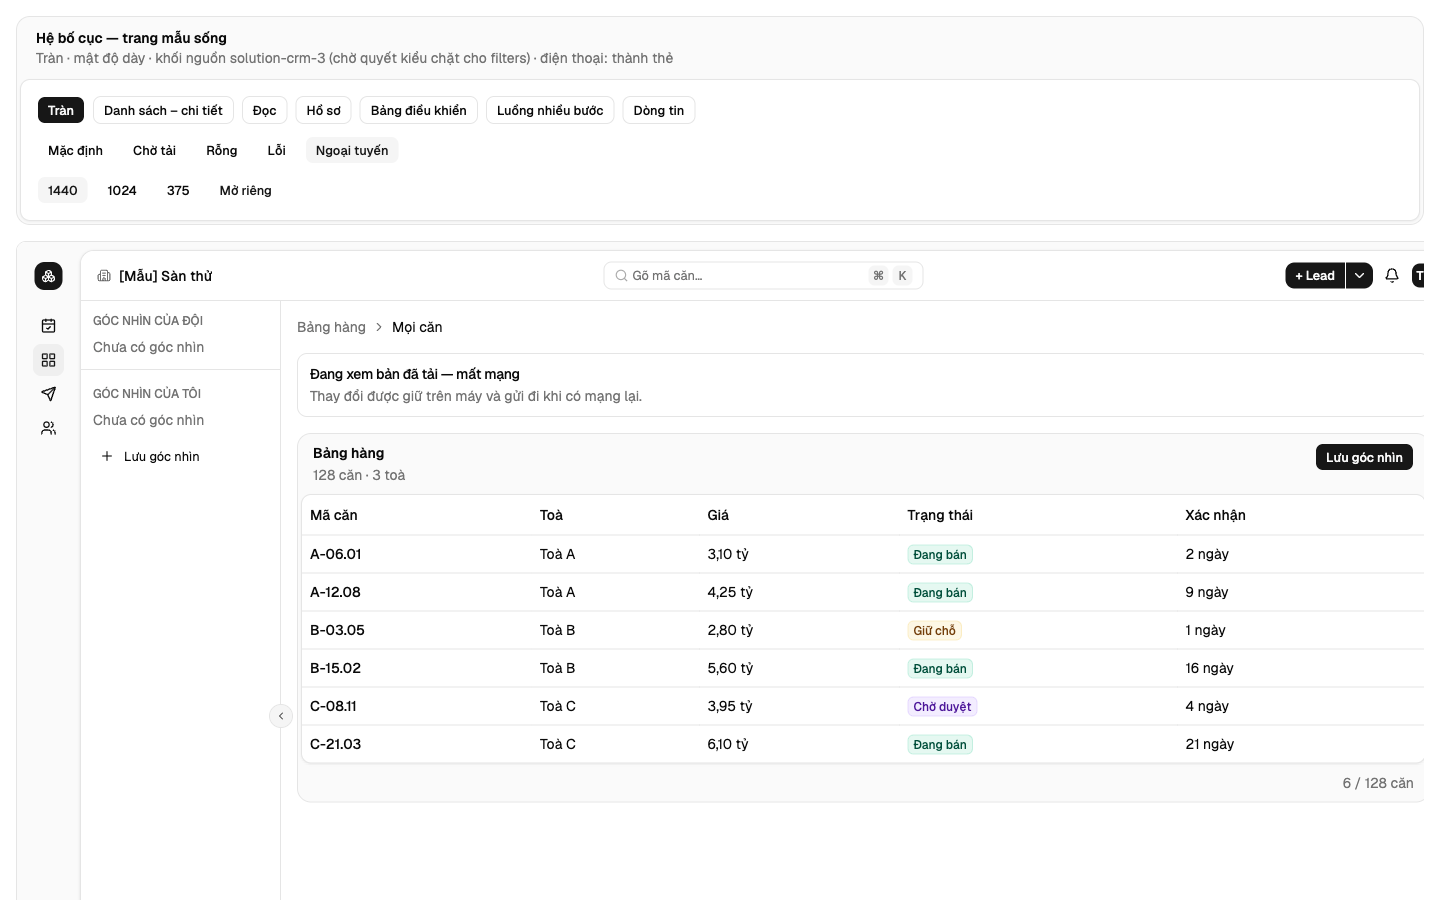 Hệ bố cục — trang mẫu sống
Tràn · mật độ dày · khối nguồn solution-crm-3 (chờ quyết kiểu chặt cho filters) · điện thoại: thành thẻ
Tràn Danh sách – chi tiết Đọc Hồ sơ Bảng điều khiển Luồng nhiều bước Dòng tin
Mặc định Chờ tải Rỗng Lỗi Ngoại tuyến
1440 1024 375 Mở riêng
[Mẫu] Sàn thử
Gõ mã căn...
⌘ K
+ Lead
T
GÓC NHÌN CỦA ĐỘI
Chưa có góc nhìn
GÓC NHÌN CỦA TÔI
Chưa có góc nhìn
Lưu góc nhìn
Bảng hàng > Mọi căn
Đang xem bản đã tải — mất mạng
Thay đổi được giữ trên máy và gửi đi khi có mạng lại.
Bảng hàng
128 căn · 3 toà
Lưu góc nhìn
Mã căn Toà Giá Trạng thái Xác nhận
A-06.01 Toà A 3,10 tỷ Đang bán 2 ngày
A-12.08 Toà A 4,25 tỷ Đang bán 9 ngày
B-03.05 Toà B 2,80 tỷ Giữ chỗ 1 ngày
B-15.02 Toà B 5,60 tỷ Đang bán 16 ngày
C-08.11 Toà C 3,95 tỷ Chờ duyệt 4 ngày
C-21.03 Toà C 6,10 tỷ Đang bán 21 ngày
6 / 128 căn